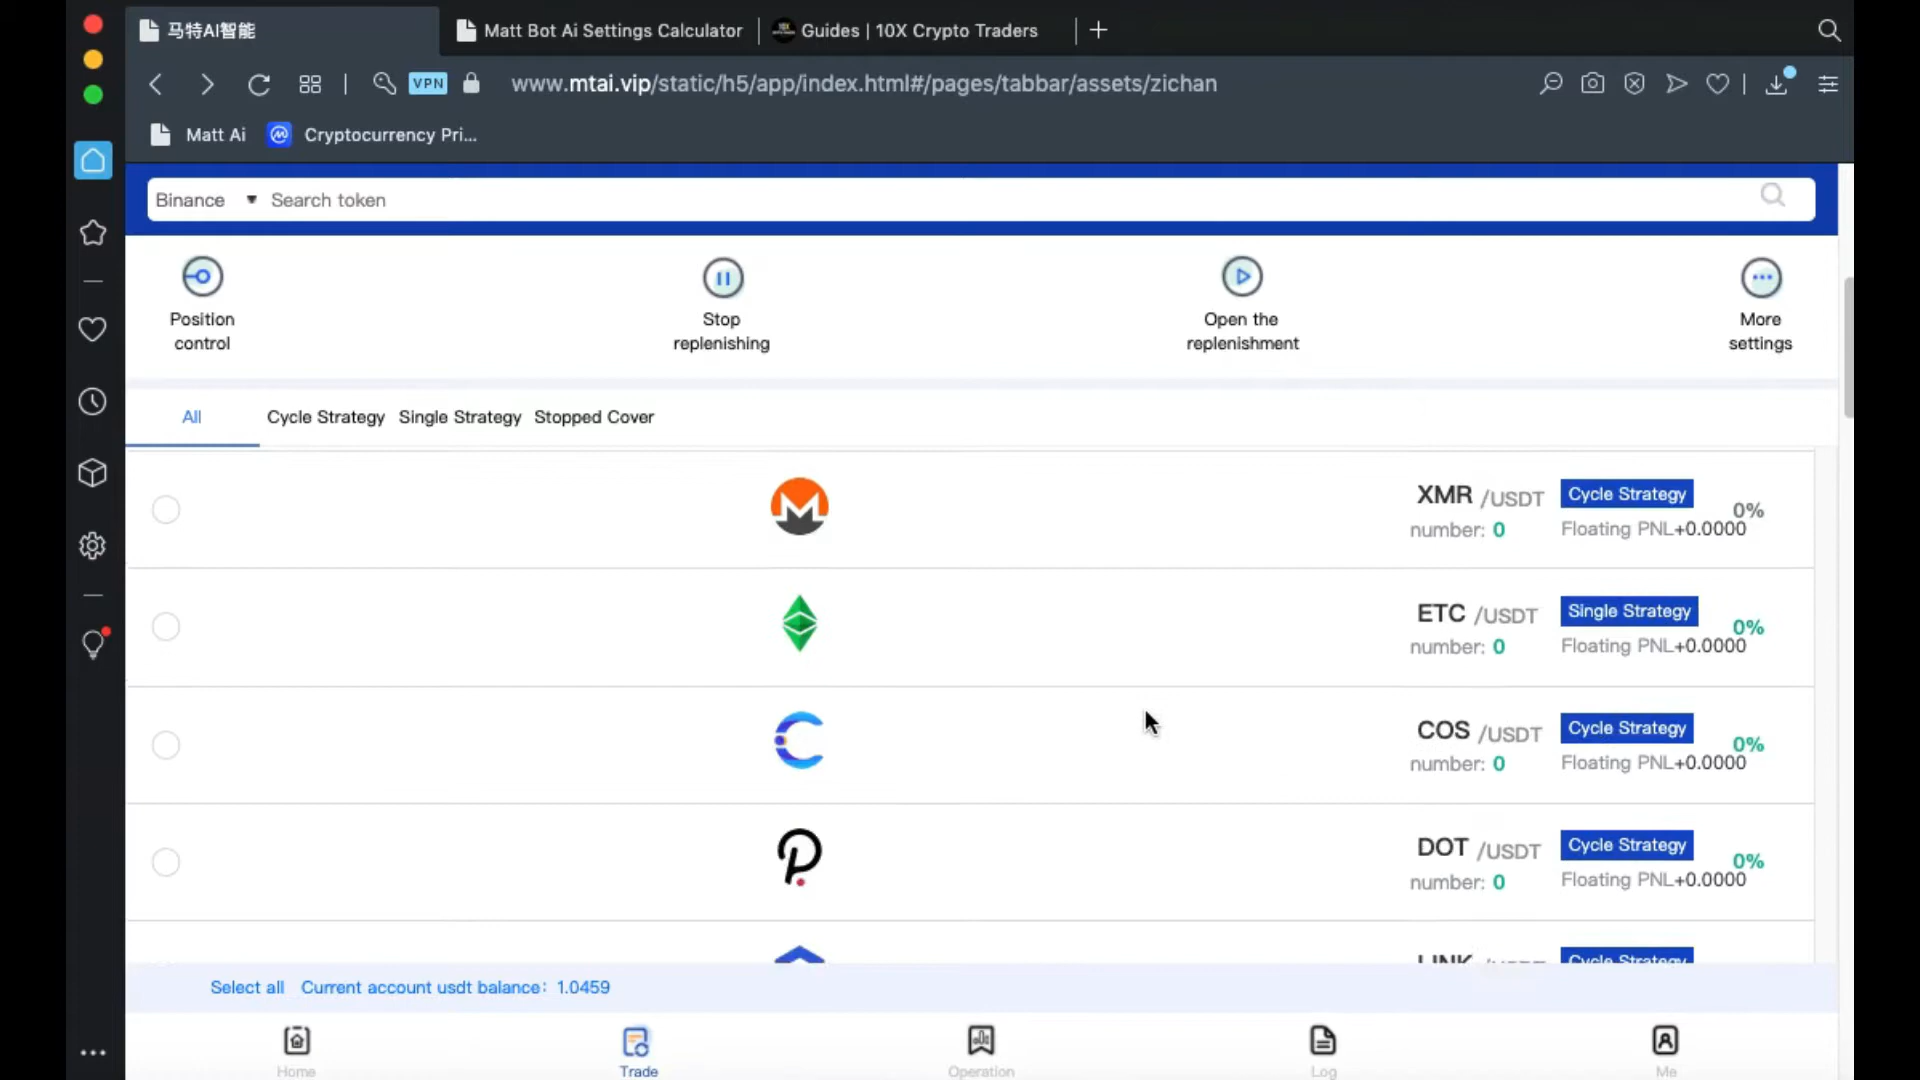 马特AI智能
Matt Bot Ai Settings Calculator
Guides | 10X Crypto Traders
VPN
www.mtai.vip/static/h5/app/index.html#/pages/tabbar/assets/zichan
Matt Ai
Cryptocurrency Pri...
Binance
Search token
Position
control
Stop
replenishing
Open the
replenishment
More
settings
All
Cycle Strategy
Single Strategy
Stopped Cover
XMR /USDT
Cycle Strategy
0%
number: 0
Floating PNL+0.0000
ETC /USDT
Single Strategy
0%
number: 0
Floating PNL+0.0000
COS /USDT
Cycle Strategy
0%
number: 0
Floating PNL+0.0000
DOT /USDT
Cycle Strategy
0%
number: 0
Floating PNL+0.0000
LINK /USDT
Cycle Strategy
Select all
Current account usdt balance: 1.0459
Home
Trade
Operation
Log
Me